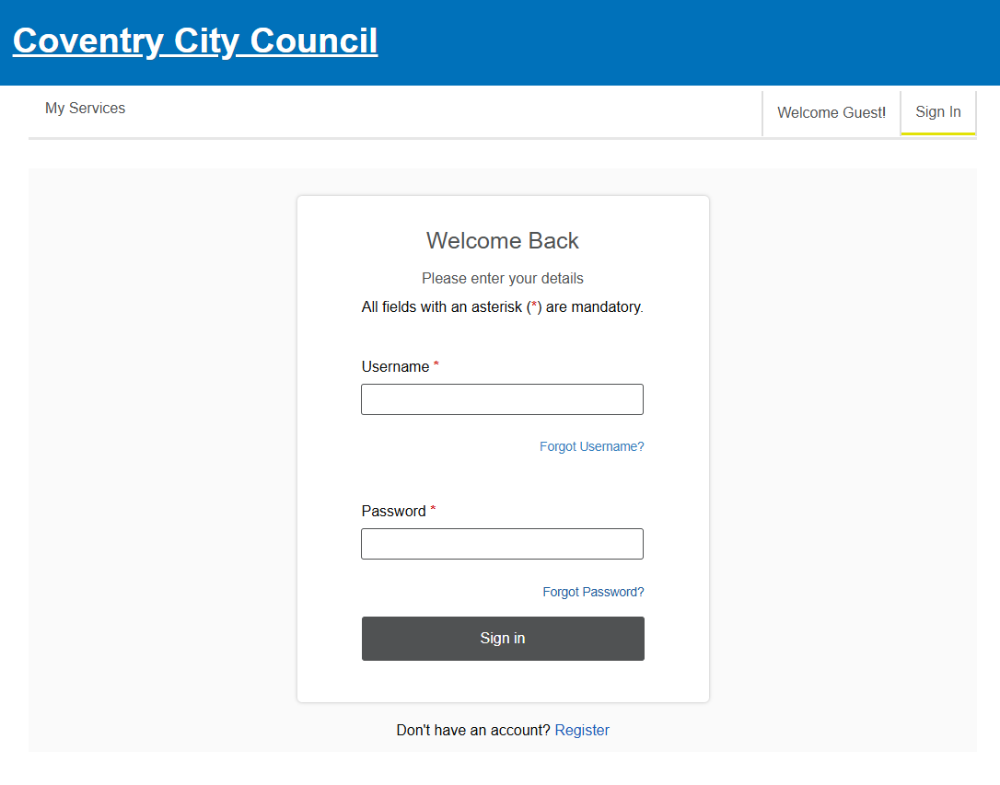 Coventry City Council
My Services
Welcome Guest!
Sign In
Welcome Back
Please enter your details
All fields with an asterisk (*) are mandatory.
Username *
Forgot Username?
Password *
Forgot Password?
Sign in
Don't have an account? Register